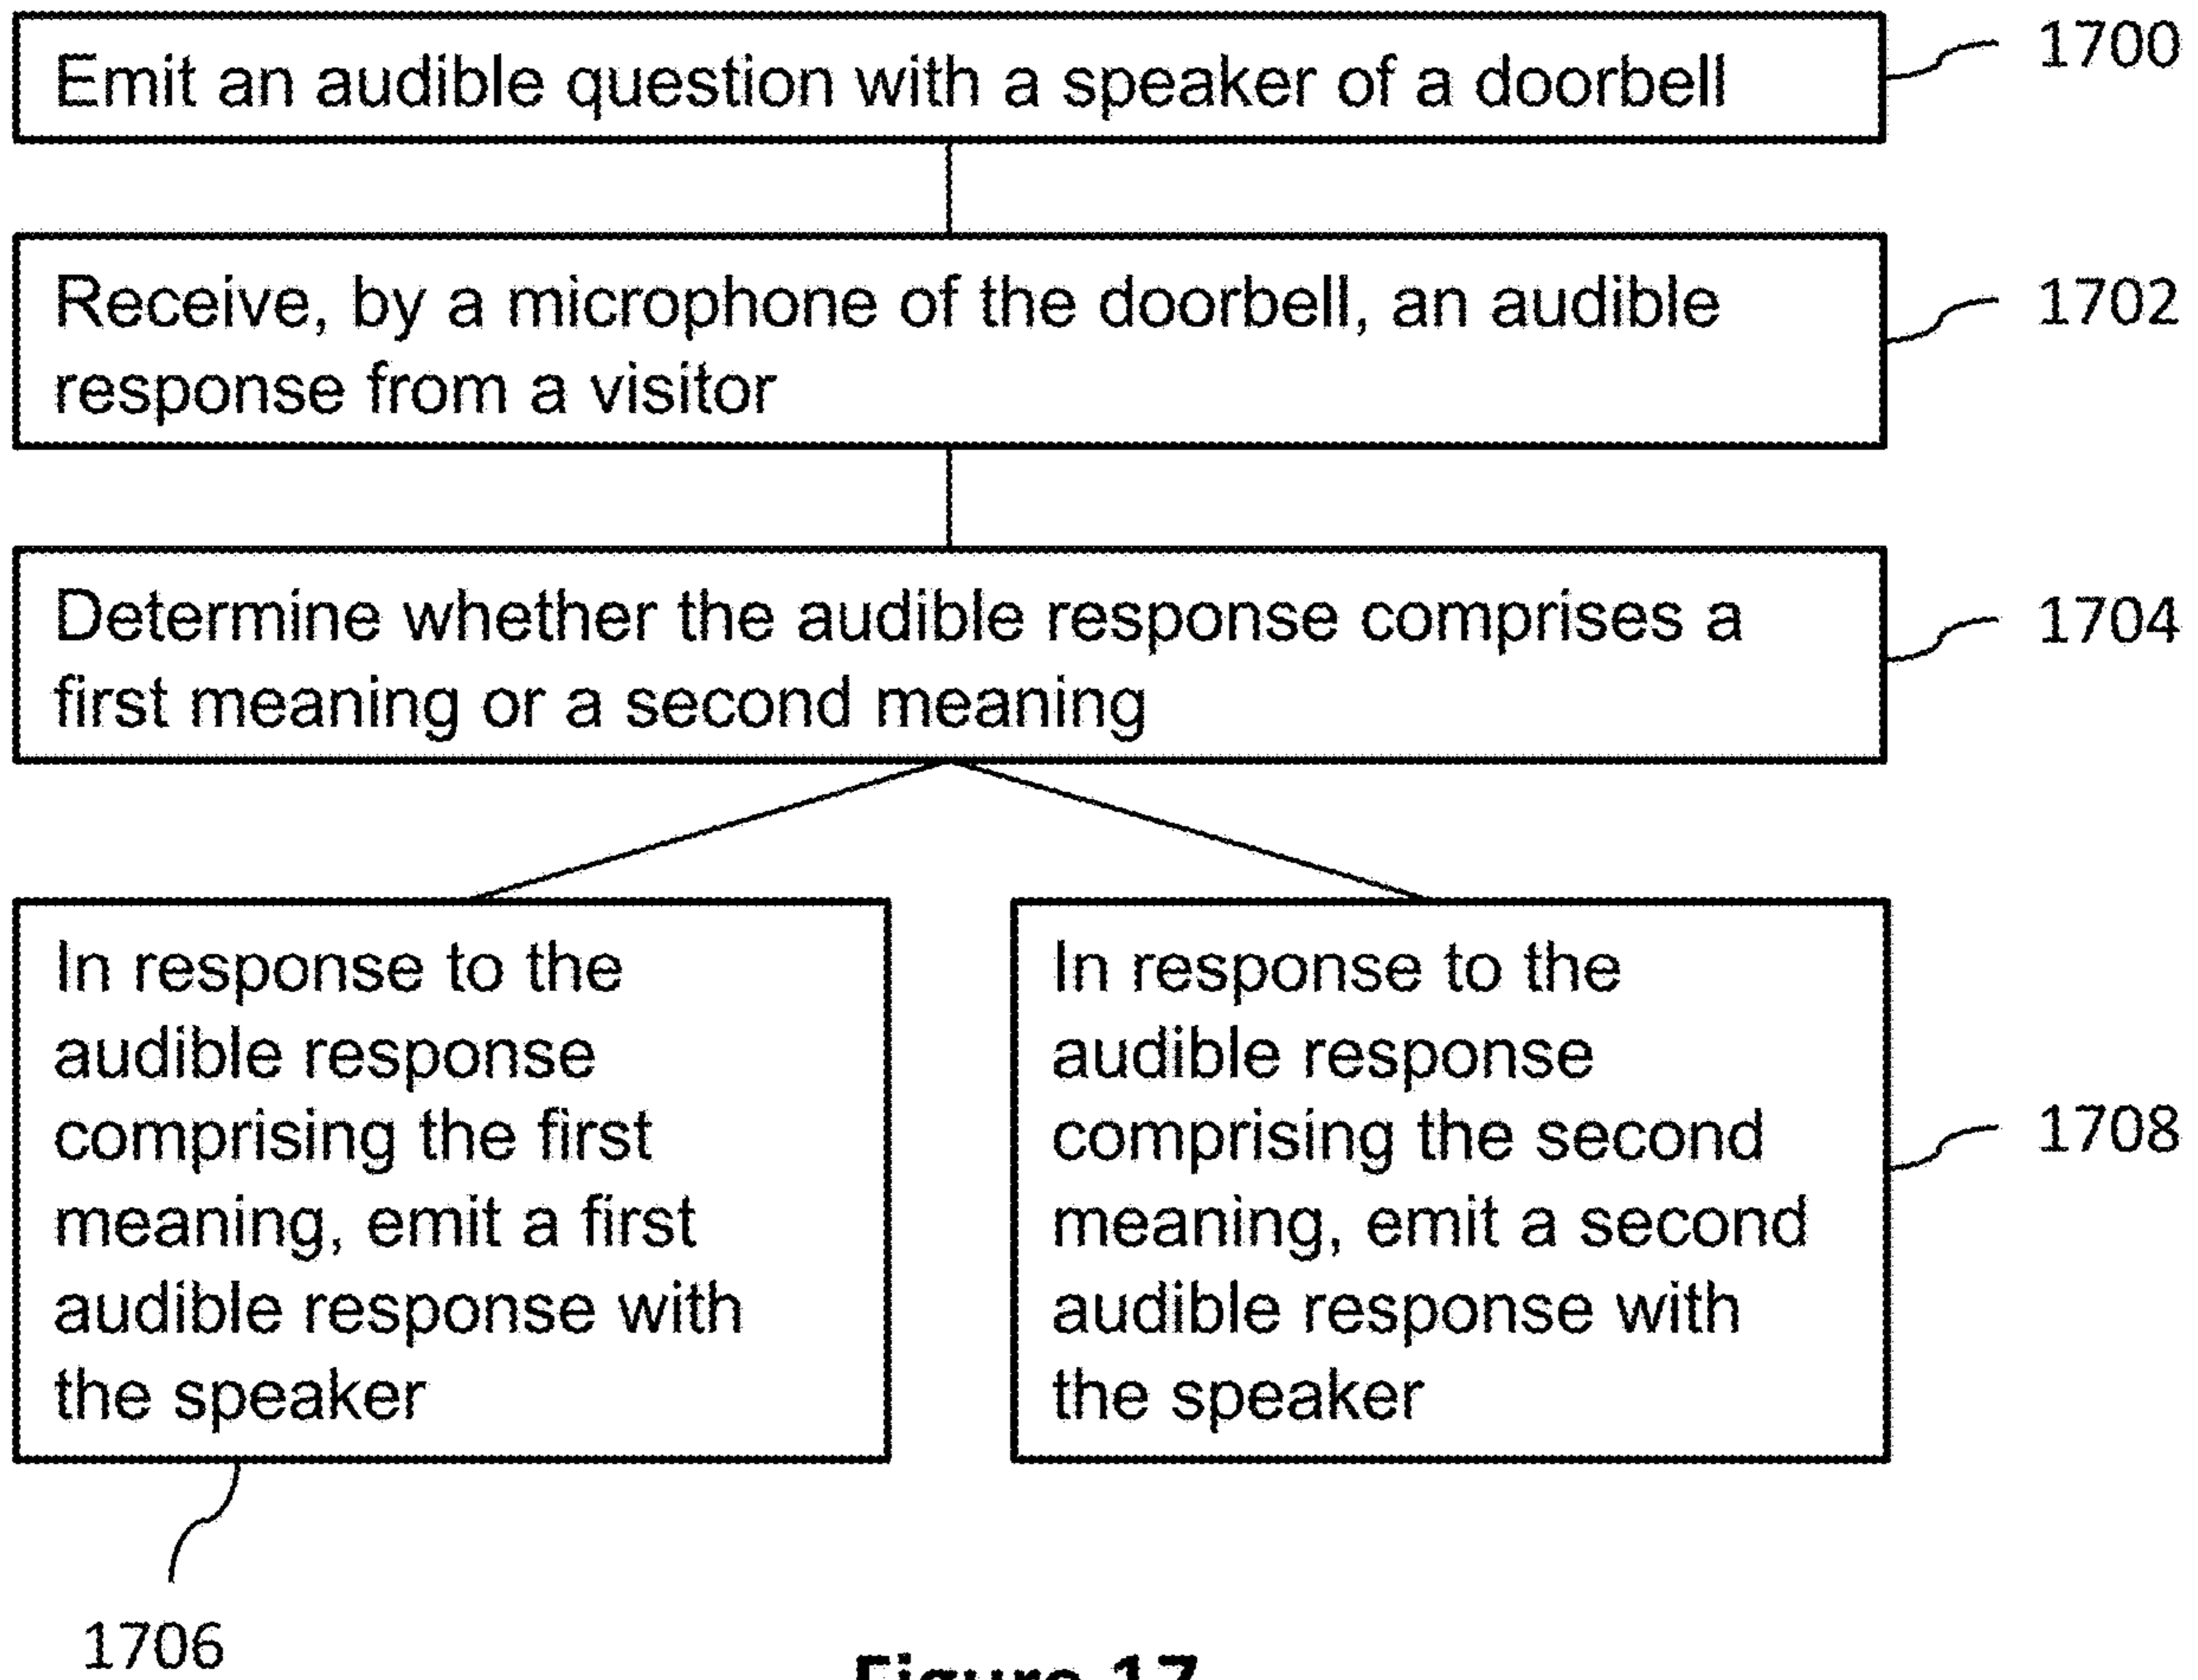 Emit an audible question with a speaker of a doorbell
1700
Receive, by a microphone of the doorbell, an audible
response from a visitor
1702
Determine whether the audible response comprises a
first meaning or a second meaning
1704
In response to the
audible response
comprising the first
meaning, emit a first
audible response with
the speaker
1706
In response to the
audible response
comprising the second
meaning, emit a second
audible response with
the speaker
1708
Figure 17